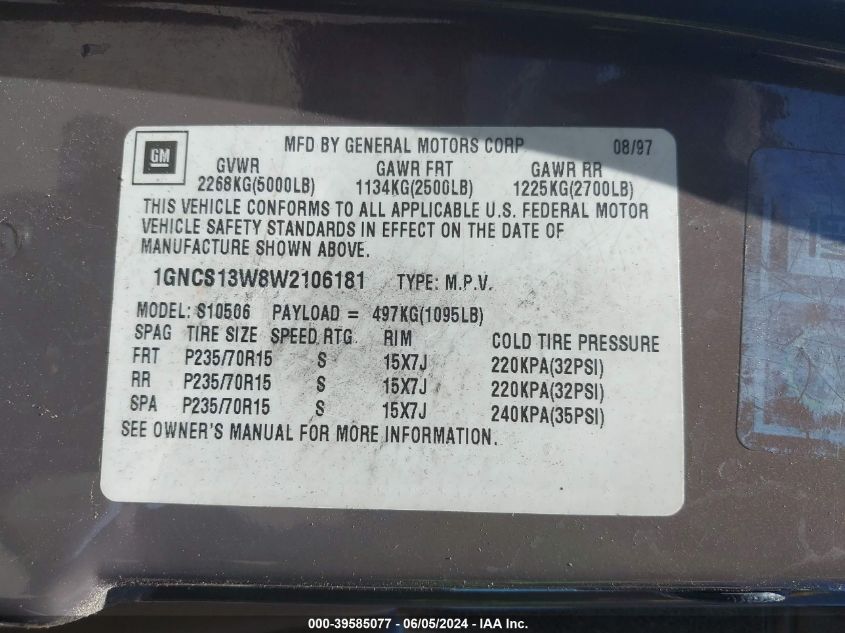 GM
MFD BY GENERAL MOTORS CORP 08/97
GVWR GAWR FRT GAWR RR
2268KG(5000LB) 1134KG(2500LB) 1225KG(2700LB)
THIS VEHICLE CONFORMS TO ALL APPLICABLE U.S. FEDERAL MOTOR
VEHICLE SAFETY STANDARDS IN EFFECT ON THE DATE OF
MANUFACTURE SHOWN ABOVE.
1GNCS13W8W2106181 TYPE: M.P.V.
MODEL: S10506 PAYLOAD = 497KG(1095LB)
SPAG TIRE SIZE SPEED RTG RIM COLD TIRE PRESSURE
FRT P235/70R15 S 15X7J 220KPA(32PSI)
RR P235/70R15 S 15X7J 220KPA(32PSI)
SPA P235/70R15 S 15X7J 240KPA(35PSI)
SEE OWNER'S MANUAL FOR MORE INFORMATION.
000-39585077 - 06/05/2024 - IAA Inc.